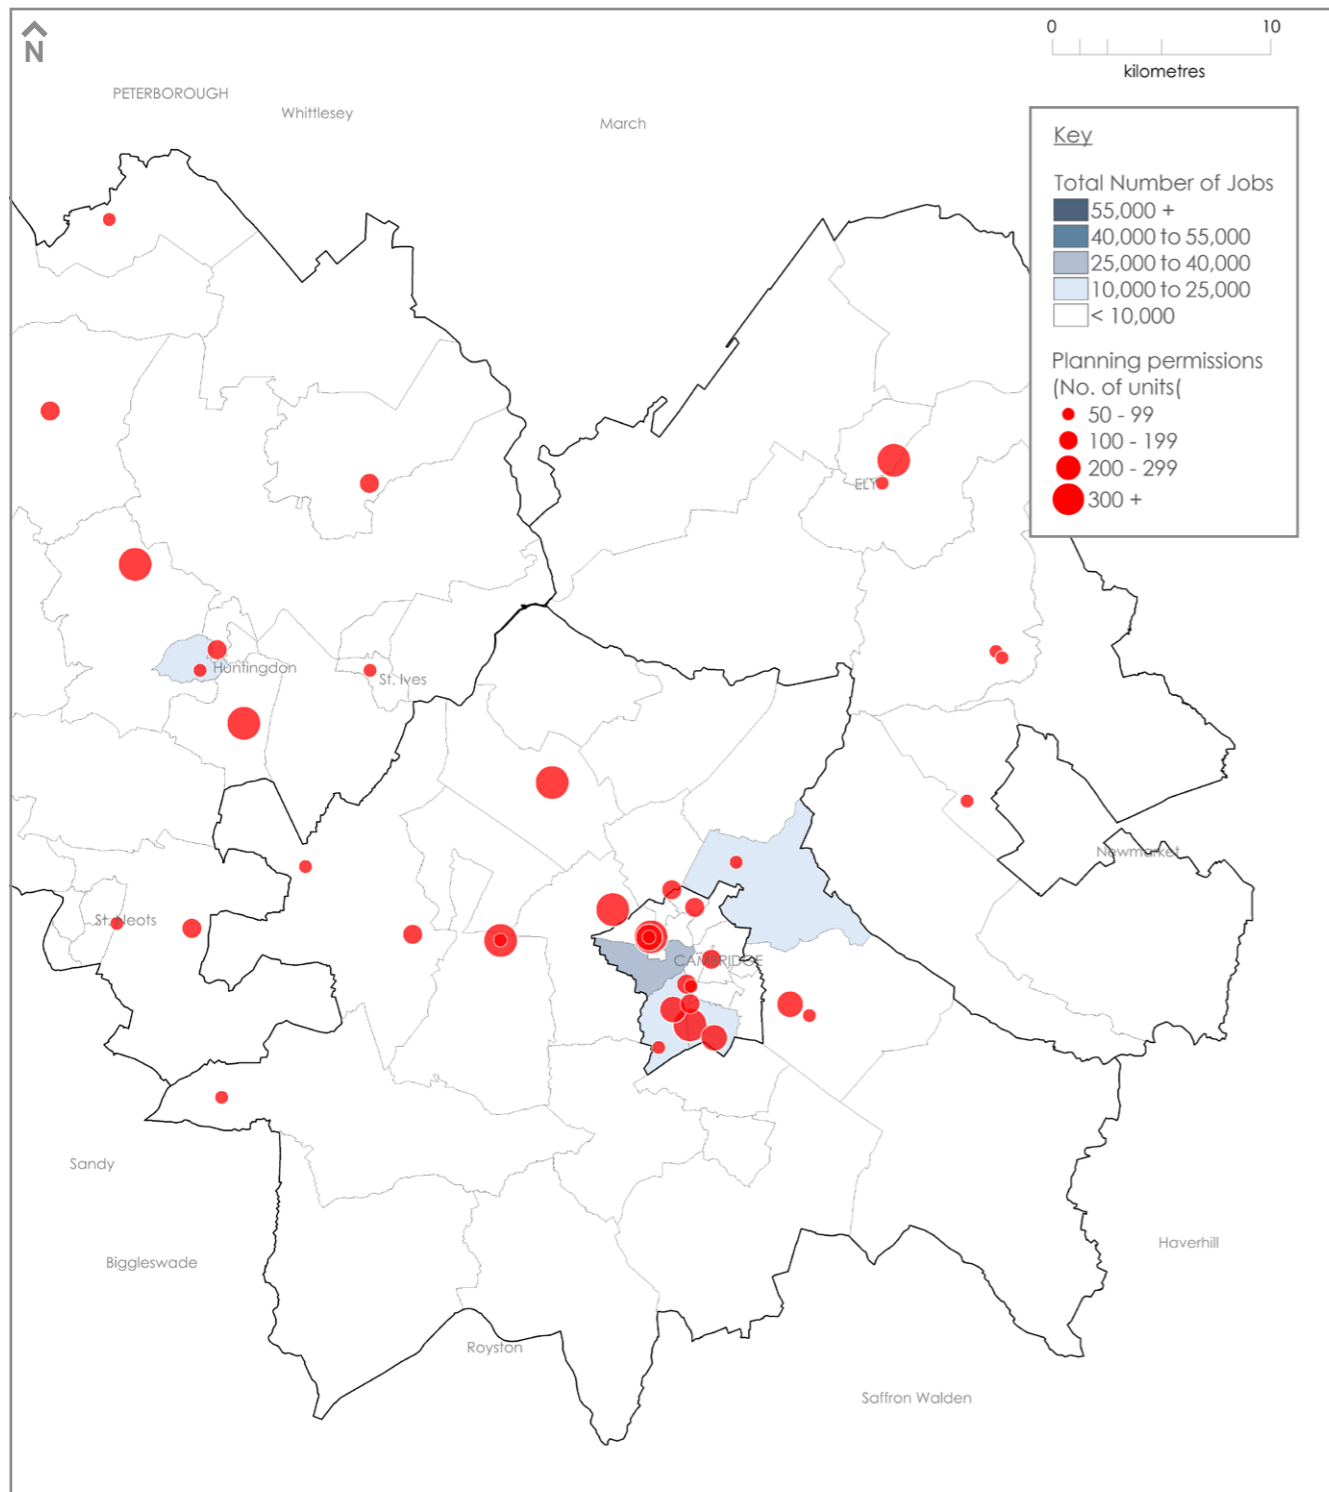 N
0 10
kilometres
PETERBOROUGH
Whittlesey
March
Key
Total Number of Jobs
55,000 +
40,000 to 55,000
25,000 to 40,000
10,000 to 25,000
< 10,000
Planning permissions
(No. of units(
50 - 99
100 - 199
200 - 299
300 +
ELY
Huntingdon
St. Ives
Newmarket
St. Neots
CAMBRIDGE
Sandy
Biggleswade
Haverhill
Royston
Saffron Walden